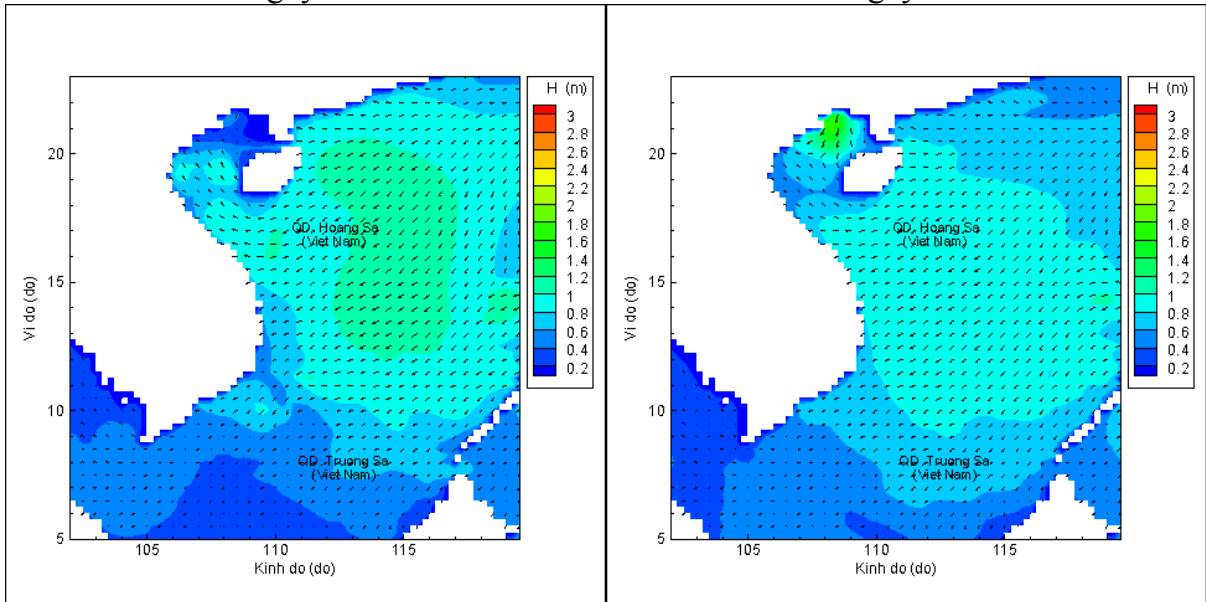 H (m)
3
2.8
2.6
2.4
2.2
2
1.8
1.6
1.4
1.2
1
0.8
0.6
0.4
0.2
20
15
10
5
Vi do (do)
QD. Hoang Sa
(Viet Nam)
QD. Truong Sa
(Viet Nam)
105 110 115
Kinh do (do)
H (m)
3
2.8
2.6
2.4
2.2
2
1.8
1.6
1.4
1.2
1
0.8
0.6
0.4
0.2
20
15
10
5
Vi do (do)
QD. Hoang Sa
(Viet Nam)
QD. Truong Sa
(Viet Nam)
105 110 115
Kinh do (do)